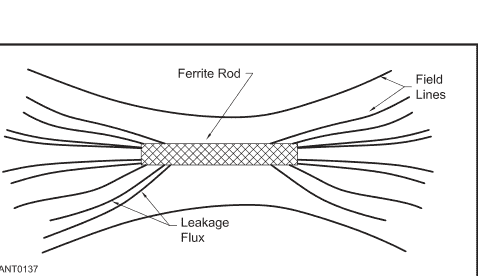 Ferrite Rod
Field
Lines
Leakage
Flux
ANT0137